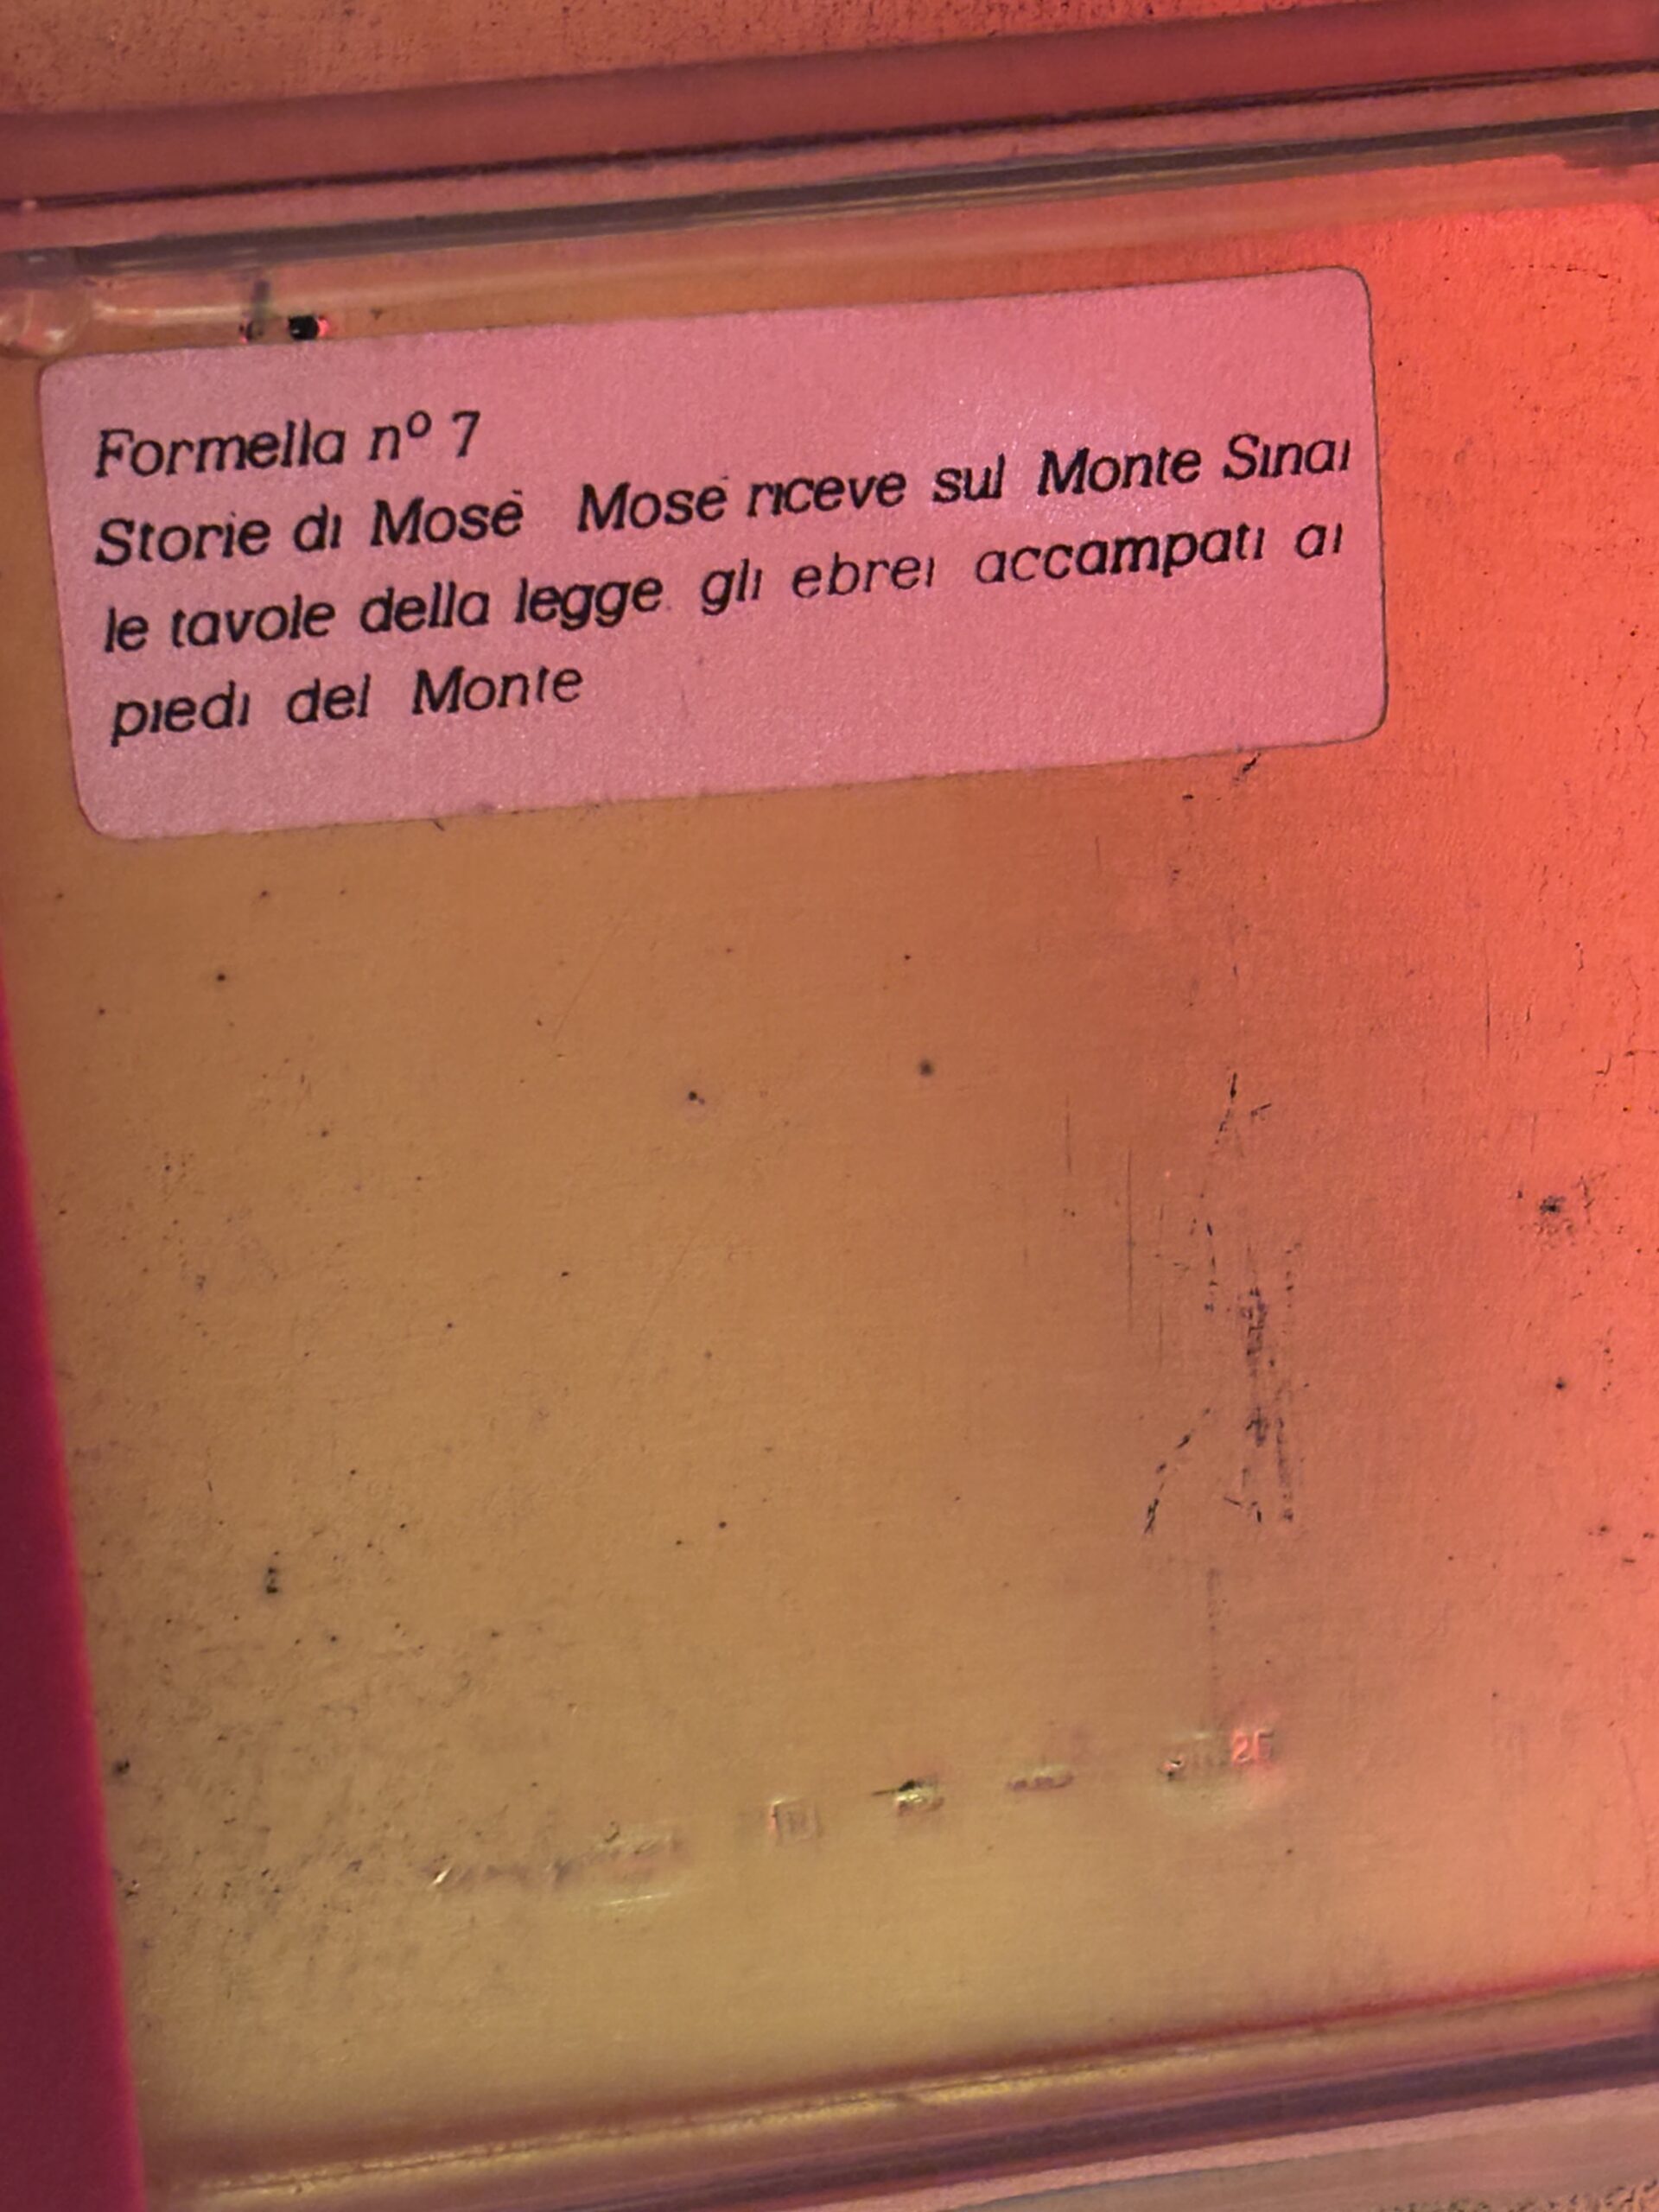 Formella nº 7
Storie di Mosè Mosè riceve sul Monte Sinai
le tavole della legge. gli ebrei accampati ai
piedi del Monte